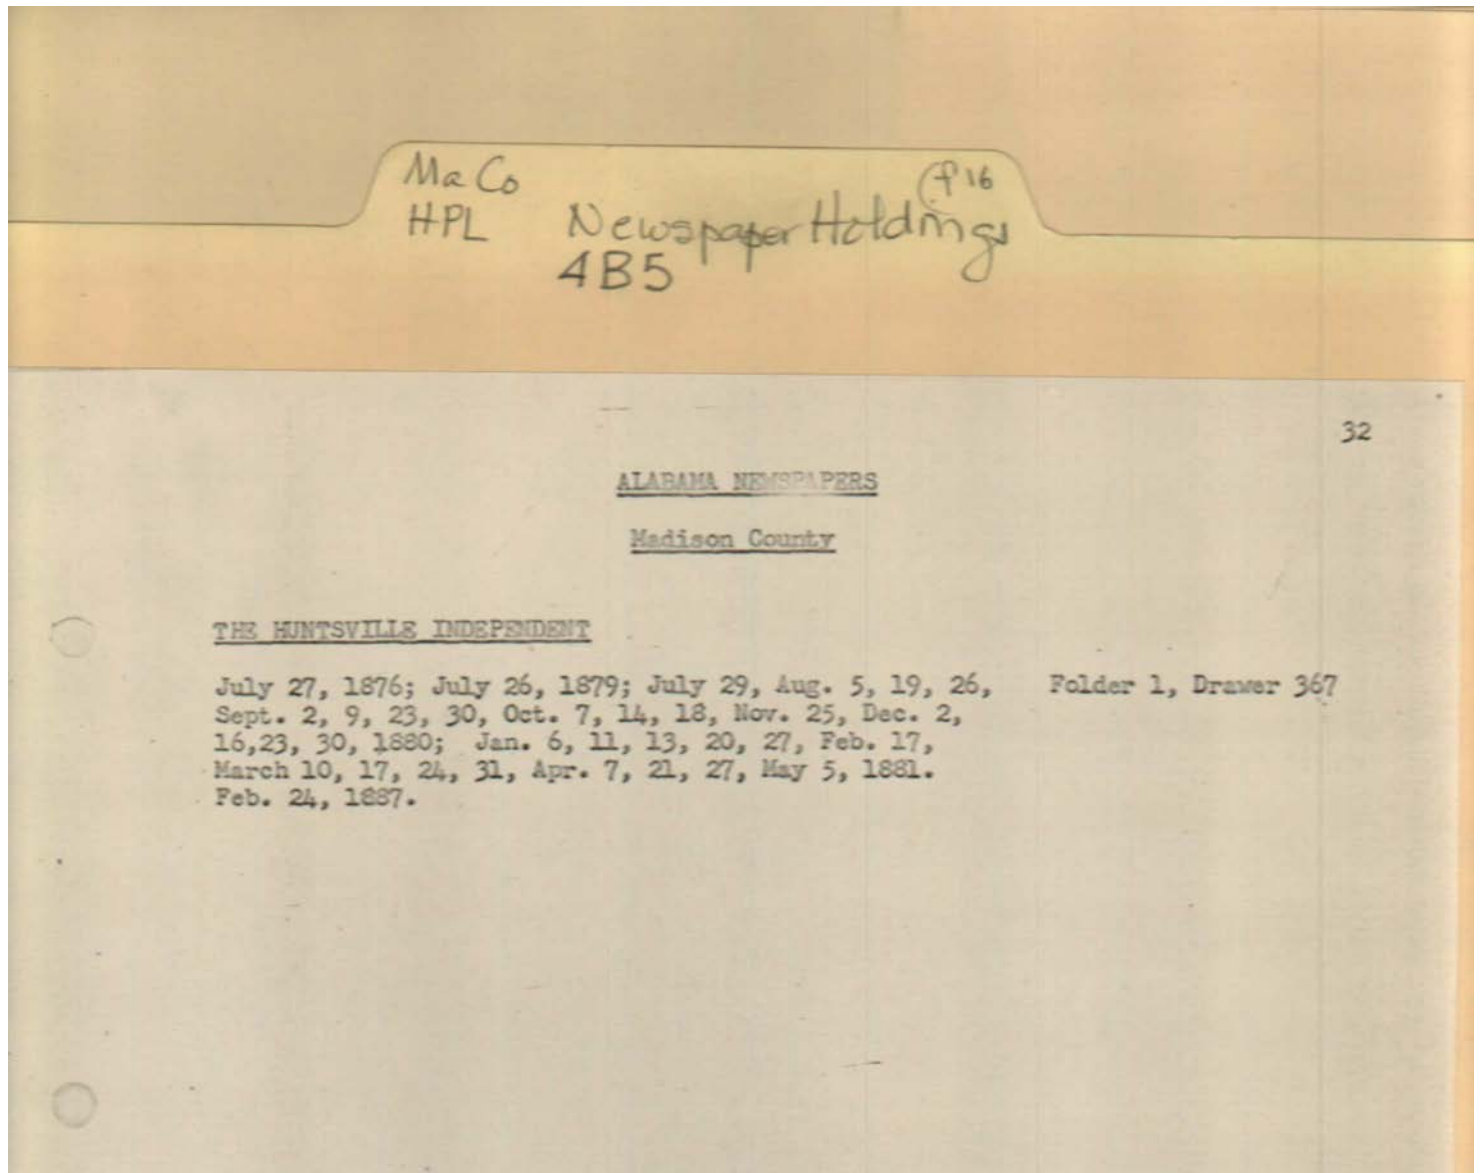 Ma Co
f 16
HPL Newspaper Holdings
4B5
32
ALABAMA NEWSPAPERS
Madison County
THE HUNTSVILLE INDEPENDENT
July 27, 1876; July 26, 1879; July 29, Aug. 5, 19, 26, Folder 1, Drawer 367
Sept. 2, 9, 23, 30, Oct. 7, 14, 18, Nov. 25, Dec. 2,
16,23, 30, 1880; Jan. 6, 11, 13, 20, 27, Feb. 17,
March 10, 17, 24, 31, Apr. 7, 21, 27, May 5, 1881.
Feb. 24, 1887.